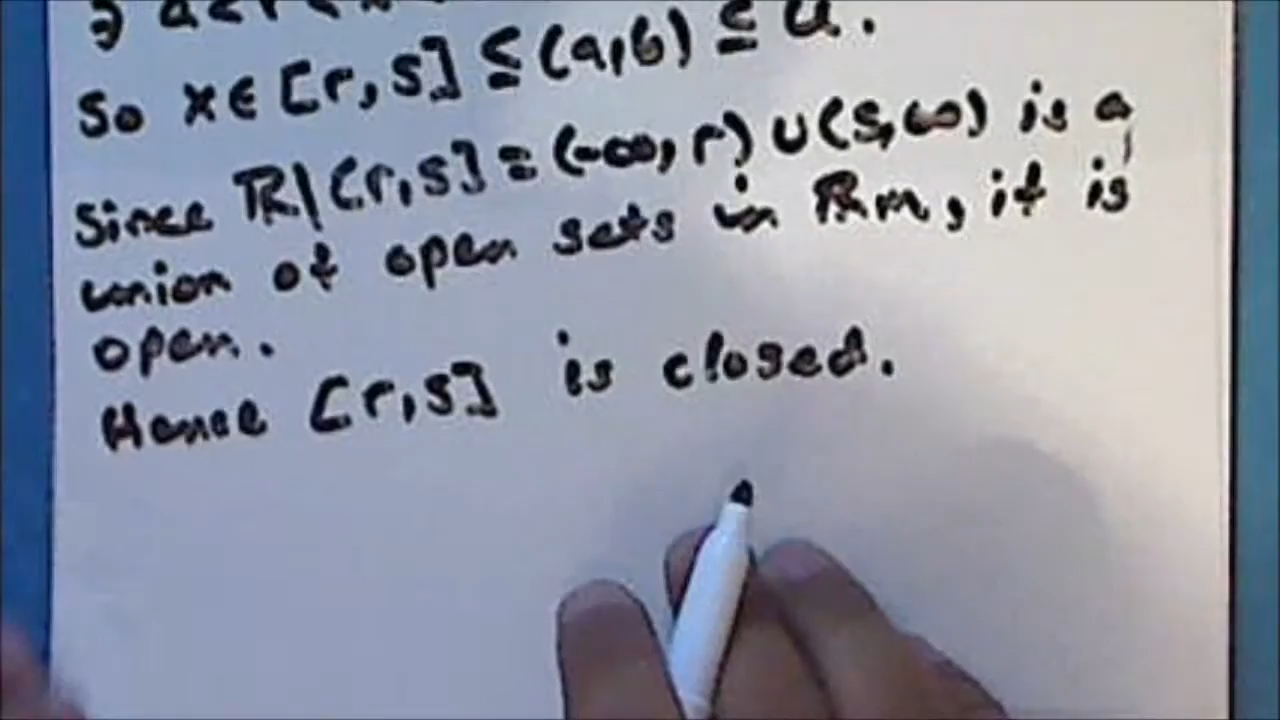 So x ∈ [r,s] ⊆ (a,b) ⊆ U.
Since ℝ\[r,s] = (-∞, r) ∪ (s,∞) is a
union of open sets in ℝm, it is
open.
Hence [r,s] is closed.